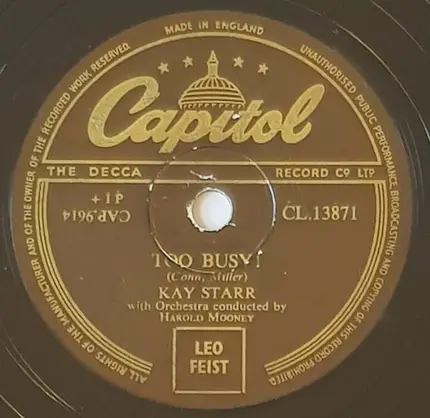 MADE IN ENGLAND
ALL RIGHTS OF THE MANUFACTURER AND OF THE OWNER OF THE RECORDED WORK RESERVED
UNAUTHORISED PUBLIC PERFORMANCE BROADCASTING AND COPYING OF THIS RECORD PROHIBITED
Capitol
THE DECCA RECORD CO LTD
CAP.9614
CL.13871
TOO BUSY!
(Conn, Miller)
KAY STARR
with Orchestra conducted by
HAROLD MOONEY
LEO
FEIST